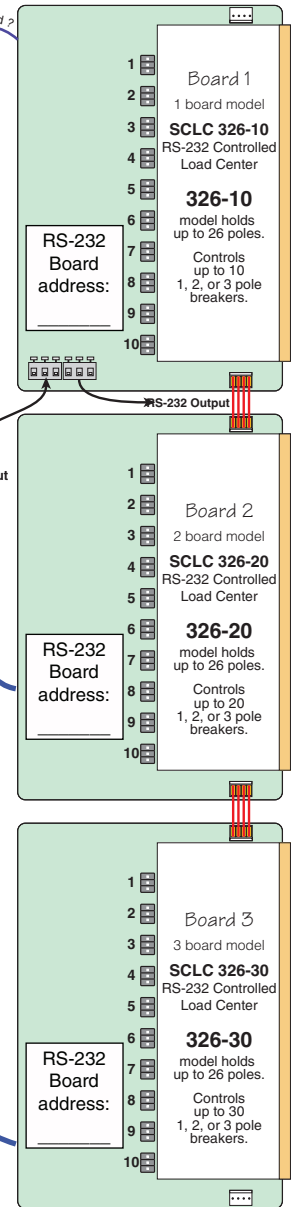 1
2
3
4
5
6
7
8
9
10
Board 1
1 board model
SCLC 326-10
RS-232 Controlled
Load Center
326-10
model holds
up to 26 poles.
Controls
up to 10
1, 2, or 3 pole
breakers.
RS-232
Board
address:
RS-232 Output
1
2
3
4
5
6
7
8
9
10
Board 2
2 board model
SCLC 326-20
RS-232 Controlled
Load Center
326-20
model holds
up to 26 poles.
Controls
up to 20
1, 2, or 3 pole
breakers.
RS-232
Board
address:
1
2
3
4
5
6
7
8
9
10
Board 3
3 board model
SCLC 326-30
RS-232 Controlled
Load Center
326-30
model holds
up to 26 poles.
Controls
up to 30
1, 2, or 3 pole
breakers.
RS-232
Board
address: